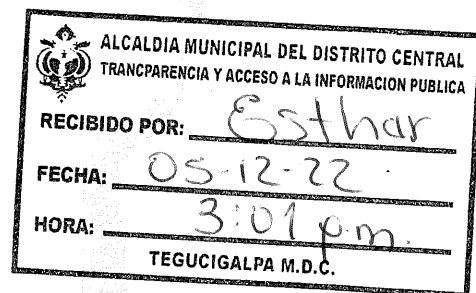 ALCALDIA MUNICIPAL DEL DISTRITO CENTRAL
TRANCPARENCIA Y ACCESO A LA INFORMACION PUBLICA
RECIBIDO POR: Esthar
FECHA: 05-12-22.
HORA: 3:01 p.m.
TEGUCIGALPA M.D.C.